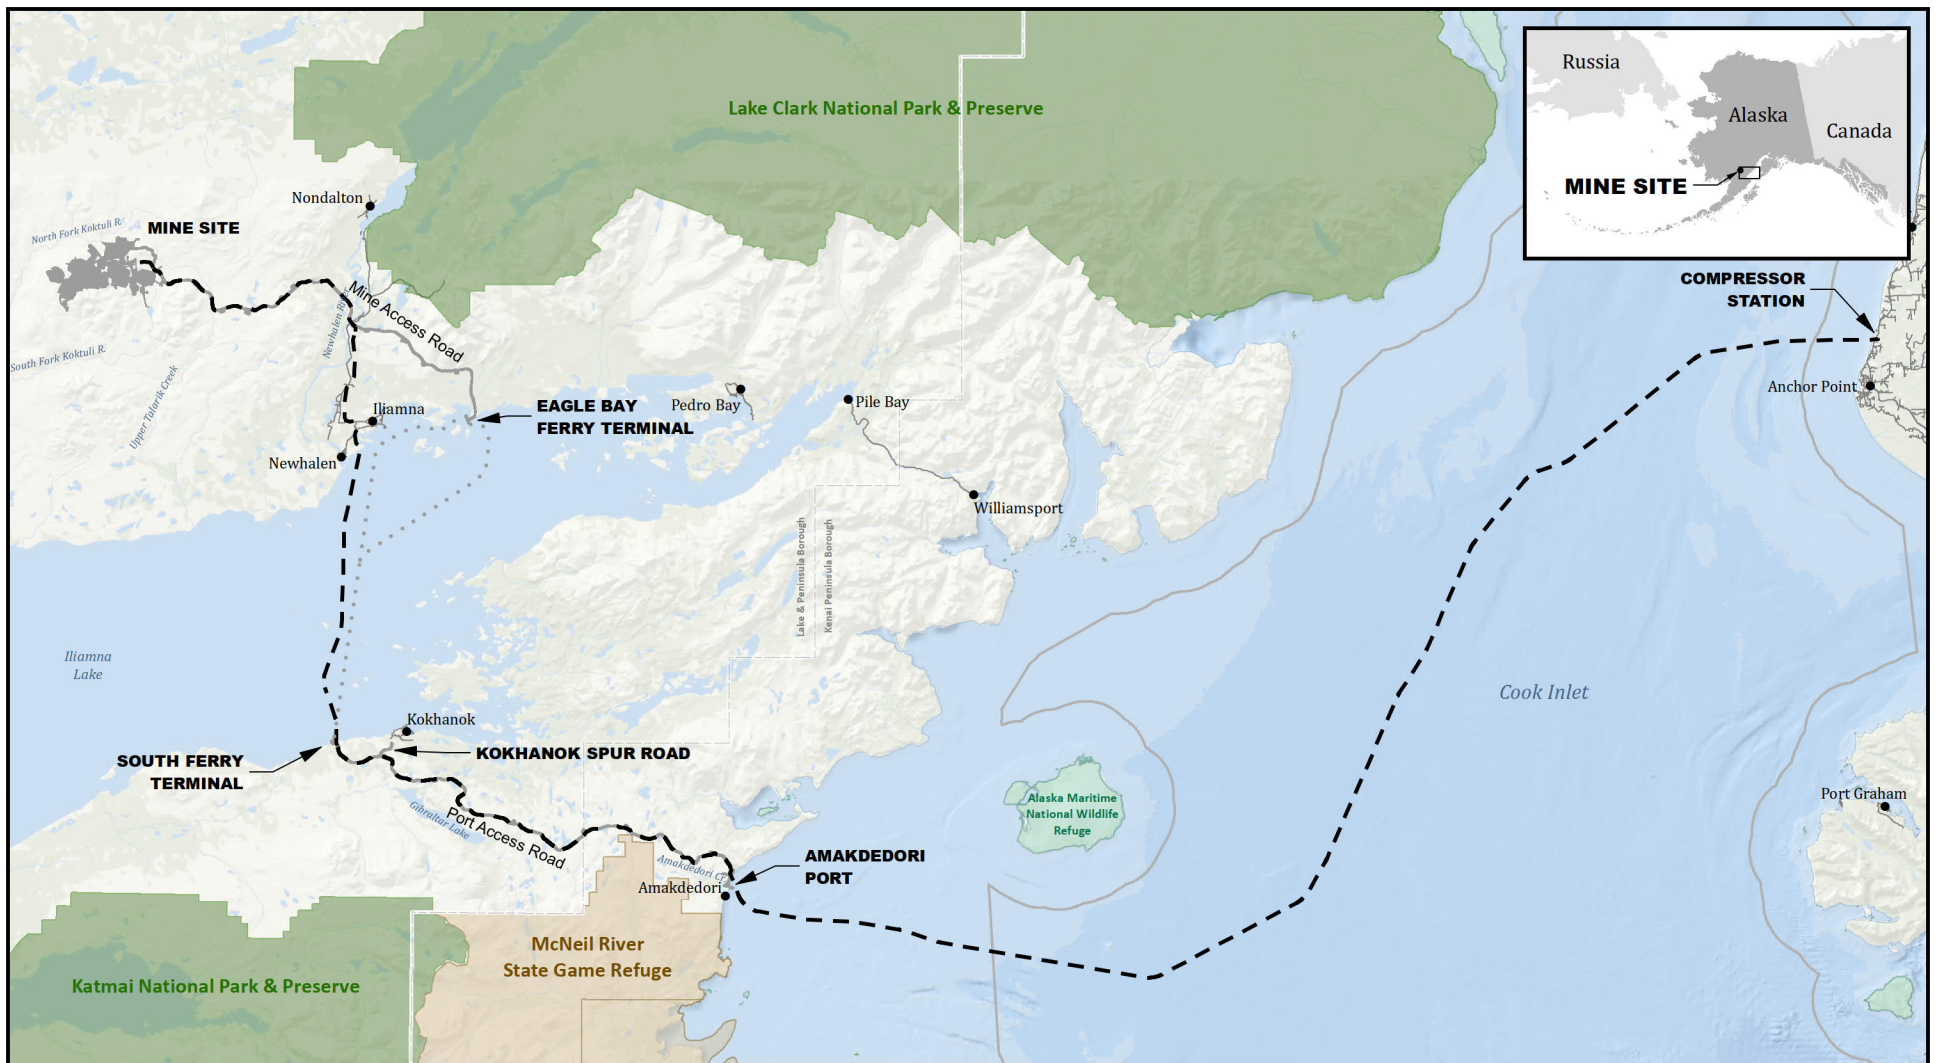 Lake Clark National Park & Preserve
Russia
Alaska
Canada
MINE SITE
Nondalton
North Fork Koktuli R.
MINE SITE
Mine Access Road
Newhalen River
South Fork Koktuli R.
Upper Talarik Creek
COMPRESSOR
STATION
Anchor Point
Iliamna
EAGLE BAY
FERRY TERMINAL
Pedro Bay
Pile Bay
Newhalen
Williamsport
Lake & Peninsula Borough
Kenai Peninsula Borough
Iliamna
Lake
Cook Inlet
Kokhanok
KOKHANOK SPUR ROAD
SOUTH FERRY
TERMINAL
Gibraltar Lake
Port Access Road
Alaska Maritime
National Wildlife
Refuge
Port Graham
Amakdedori Cr.
AMAKDEDORI
PORT
Amakdedori
McNeil River
State Game Refuge
Katmai National Park & Preserve